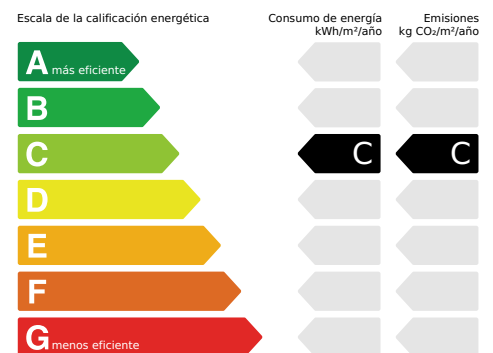 Escala de la calificación energética
Consumo de energía
kWh/m²/año
Emisiones
kg CO₂/m²/año
A más eficiente
B
C C C
D
E
F
G menos eficiente